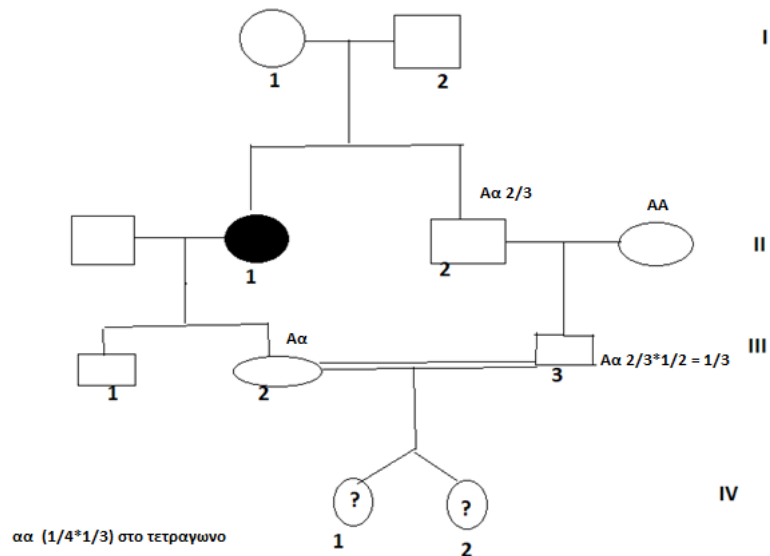 I
1
2
Αα 2/3
ΑΑ
II
1
2
Αα
III
1
2
3
Αα 2/3*1/2 = 1/3
?
?
IV
1
2
αα (1/4*1/3) στο τετραγωνο